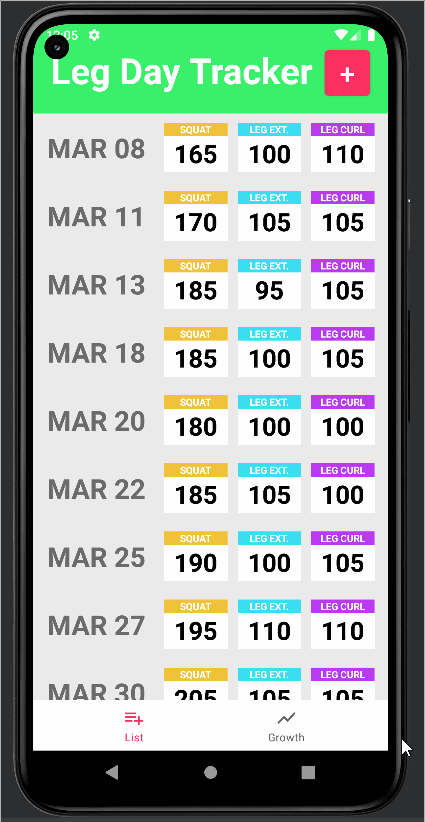 12:05
Leg Day Tracker +
SQUAT LEG EXT. LEG CURL
MAR 08 165 100 110
SQUAT LEG EXT. LEG CURL
MAR 11 170 105 105
SQUAT LEG EXT. LEG CURL
MAR 13 185 95 105
SQUAT LEG EXT. LEG CURL
MAR 18 185 100 105
SQUAT LEG EXT. LEG CURL
MAR 20 180 100 100
SQUAT LEG EXT. LEG CURL
MAR 22 185 105 100
SQUAT LEG EXT. LEG CURL
MAR 25 190 100 105
SQUAT LEG EXT. LEG CURL
MAR 27 195 110 110
SQUAT LEG EXT. LEG CURL
MAR 30 205 105 105
List Growth